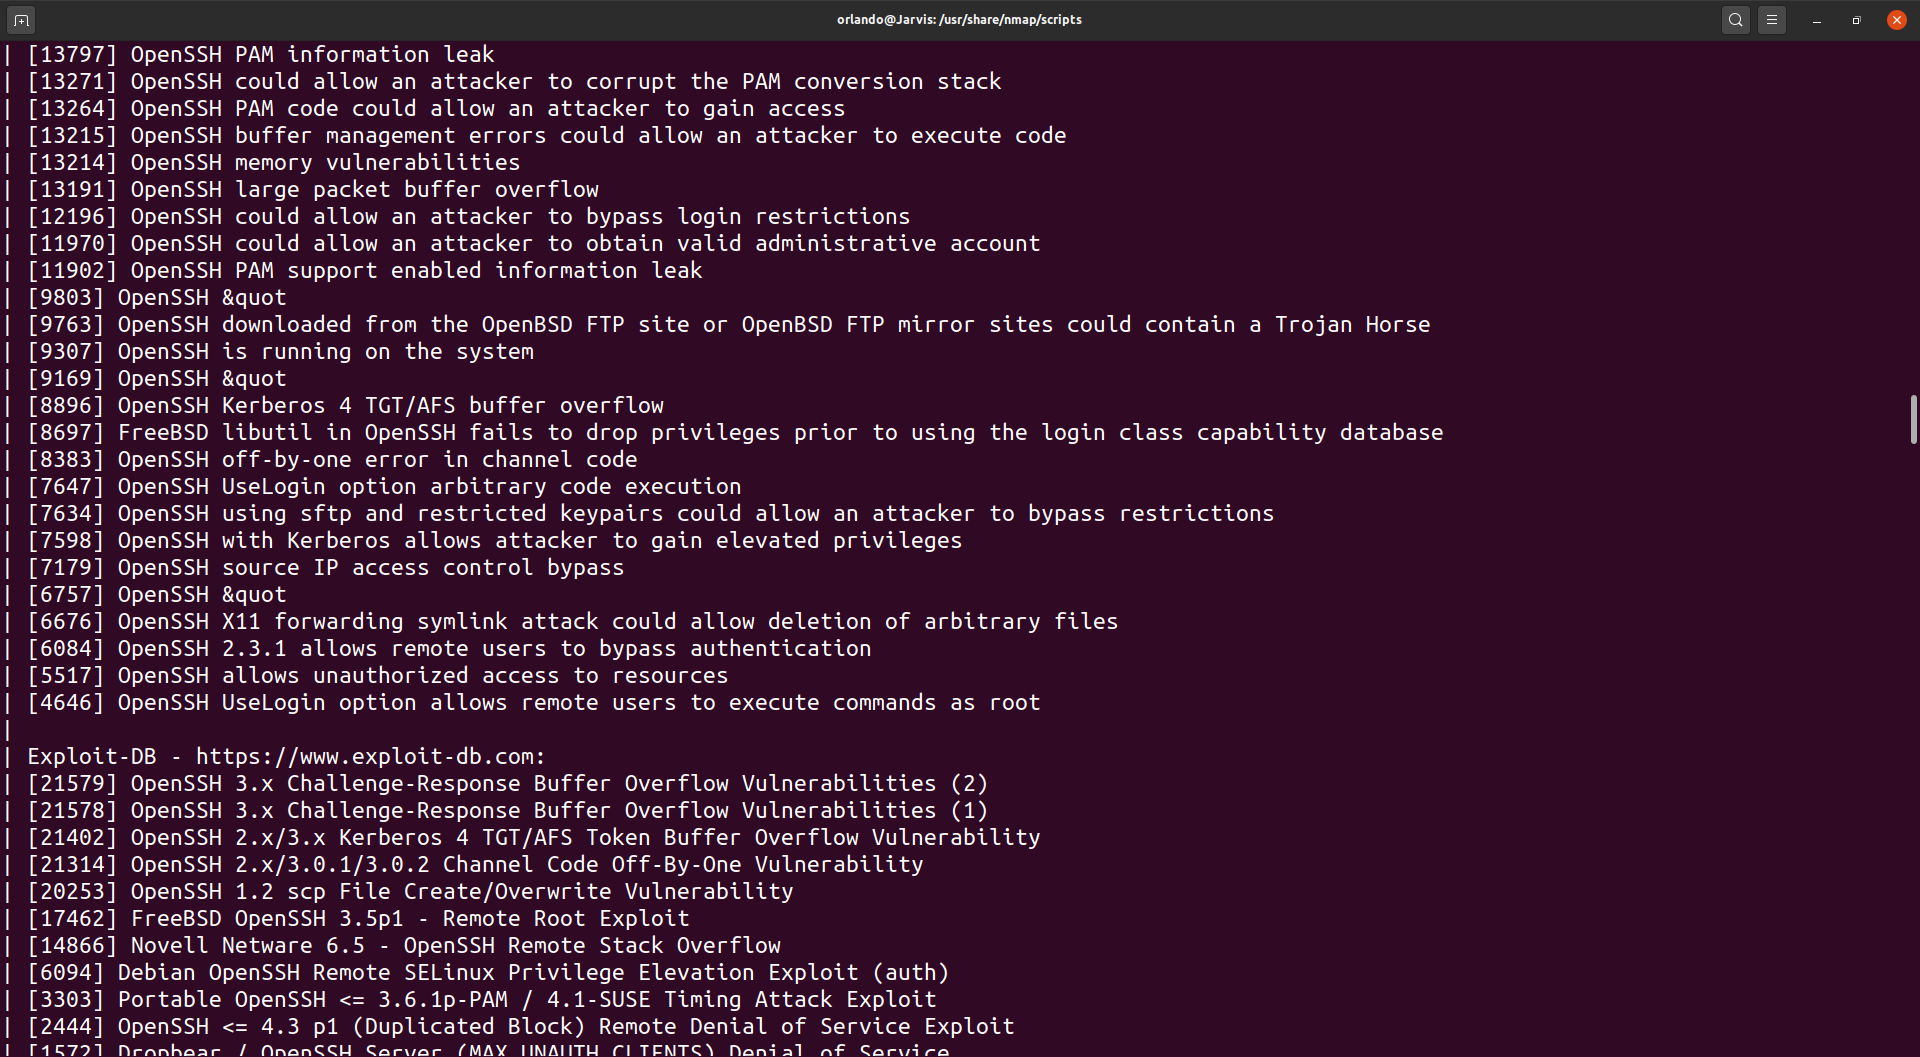 orlando@Jarvis: /usr/share/nmap/scripts
| [13797] OpenSSH PAM information leak
| [13271] OpenSSH could allow an attacker to corrupt the PAM conversion stack
| [13264] OpenSSH PAM code could allow an attacker to gain access
| [13215] OpenSSH buffer management errors could allow an attacker to execute code
| [13214] OpenSSH memory vulnerabilities
| [13191] OpenSSH large packet buffer overflow
| [12196] OpenSSH could allow an attacker to bypass login restrictions
| [11970] OpenSSH could allow an attacker to obtain valid administrative account
| [11902] OpenSSH PAM support enabled information leak
| [9803] OpenSSH &quot
| [9763] OpenSSH downloaded from the OpenBSD FTP site or OpenBSD FTP mirror sites could contain a Trojan Horse
| [9307] OpenSSH is running on the system
| [9169] OpenSSH &quot
| [8896] OpenSSH Kerberos 4 TGT/AFS buffer overflow
| [8697] FreeBSD libutil in OpenSSH fails to drop privileges prior to using the login class capability database
| [8383] OpenSSH off-by-one error in channel code
| [7647] OpenSSH UseLogin option arbitrary code execution
| [7634] OpenSSH using sftp and restricted keypairs could allow an attacker to bypass restrictions
| [7598] OpenSSH with Kerberos allows attacker to gain elevated privileges
| [7179] OpenSSH source IP access control bypass
| [6757] OpenSSH &quot
| [6676] OpenSSH X11 forwarding symlink attack could allow deletion of arbitrary files
| [6084] OpenSSH 2.3.1 allows remote users to bypass authentication
| [5517] OpenSSH allows unauthorized access to resources
| [4646] OpenSSH UseLogin option allows remote users to execute commands as root
|
| Exploit-DB - https://www.exploit-db.com:
| [21579] OpenSSH 3.x Challenge-Response Buffer Overflow Vulnerabilities (2)
| [21578] OpenSSH 3.x Challenge-Response Buffer Overflow Vulnerabilities (1)
| [21402] OpenSSH 2.x/3.x Kerberos 4 TGT/AFS Token Buffer Overflow Vulnerability
| [21314] OpenSSH 2.x/3.0.1/3.0.2 Channel Code Off-By-One Vulnerability
| [20253] OpenSSH 1.2 scp File Create/Overwrite Vulnerability
| [17462] FreeBSD OpenSSH 3.5p1 - Remote Root Exploit
| [14866] Novell Netware 6.5 - OpenSSH Remote Stack Overflow
| [6094] Debian OpenSSH Remote SELinux Privilege Elevation Exploit (auth)
| [3303] Portable OpenSSH <= 3.6.1p-PAM / 4.1-SUSE Timing Attack Exploit
| [2444] OpenSSH <= 4.3 p1 (Duplicated Block) Remote Denial of Service Exploit
| [1572] Dropbear / OpenSSH Server (MAX_UNAUTH_CLIENTS) Denial of Service